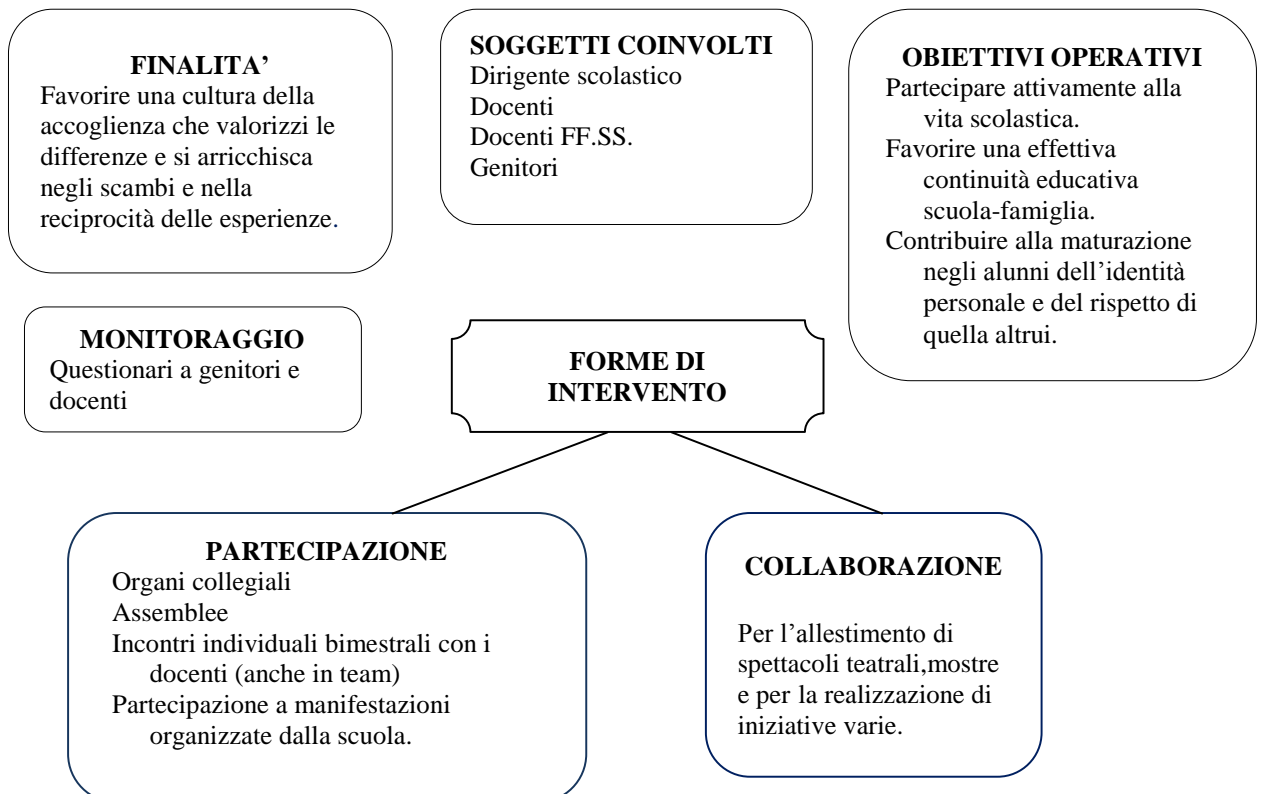 FINALITA’
Favorire una cultura della
accoglienza che valorizzi le
differenze e si arricchisca
negli scambi e nella
reciprocità delle esperienze.
SOGGETTI COINVOLTI
Dirigente scolastico
Docenti
Docenti FF.SS.
Genitori
OBIETTIVI OPERATIVI
Partecipare attivamente alla
vita scolastica.
Favorire una effettiva
continuità educativa
scuola-famiglia.
Contribuire alla maturazione
negli alunni dell’identità
personale e del rispetto di
quella altrui.
MONITORAGGIO
Questionari a genitori e
docenti
FORME DI
INTERVENTO
PARTECIPAZIONE
Organi collegiali
Assemblee
Incontri individuali bimestrali con i
docenti (anche in team)
Partecipazione a manifestazioni
organizzate dalla scuola.
COLLABORAZIONE
Per l’allestimento di
spettacoli teatrali,mostre
e per la realizzazione di
iniziative varie.